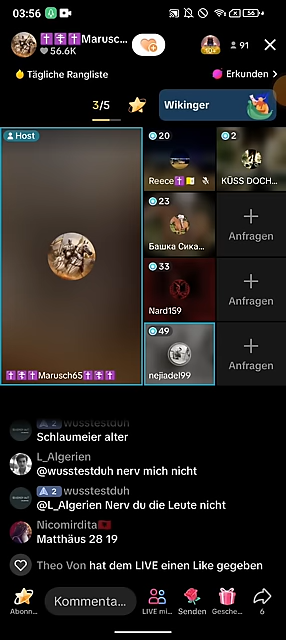 03:56
56
✝️☦️✝️Marusc...
56.6K
91
Tägliche Rangliste
Erkunden >
3/5
Wikinger
Host
20
2
Reece✝️
KÜSS DOCH...
23
Башка Сика...
Anfragen
33
Nard159
Anfragen
49
nejiadel99
Anfragen
✝️☦️✝️Marusch65✝️☦️✝️
2 wusstestduh
Schlaumeier alter
L_Algerien
@wusstestduh nerv mich nicht
2 wusstestduh
@L_Algerien Nerv du die Leute nicht
Nicomirdita🇦🇱
Matthäus 28 19
Theo Von hat dem LIVE einen Like gegeben
Abonn...
Kommenta...
LIVE mi...
Senden
Gesche...
6